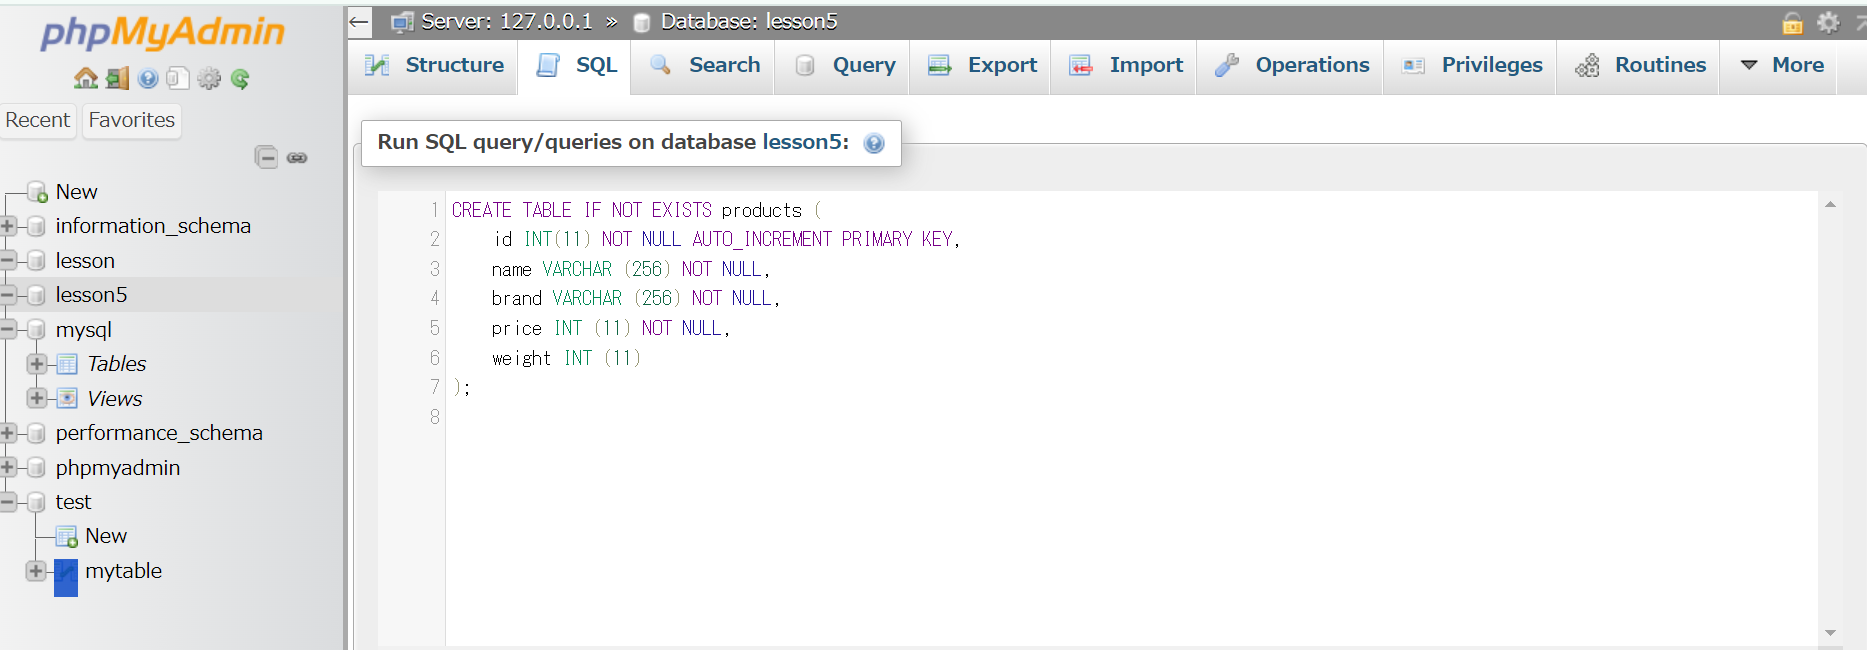 phpMyAdmin
Recent
Favorites
New
information_schema
lesson
lesson5
mysql
Tables
Views
performance_schema
phpmyadmin
test
New
mytable
Server: 127.0.0.1 » Database: lesson5
Structure
SQL
Search
Query
Export
Import
Operations
Privileges
Routines
More
Run SQL query/queries on database lesson5:
1 CREATE TABLE IF NOT EXISTS products (
2 id INT(11) NOT NULL AUTO_INCREMENT PRIMARY KEY,
3 name VARCHAR (256) NOT NULL,
4 brand VARCHAR (256) NOT NULL,
5 price INT (11) NOT NULL,
6 weight INT (11)
7 );
8